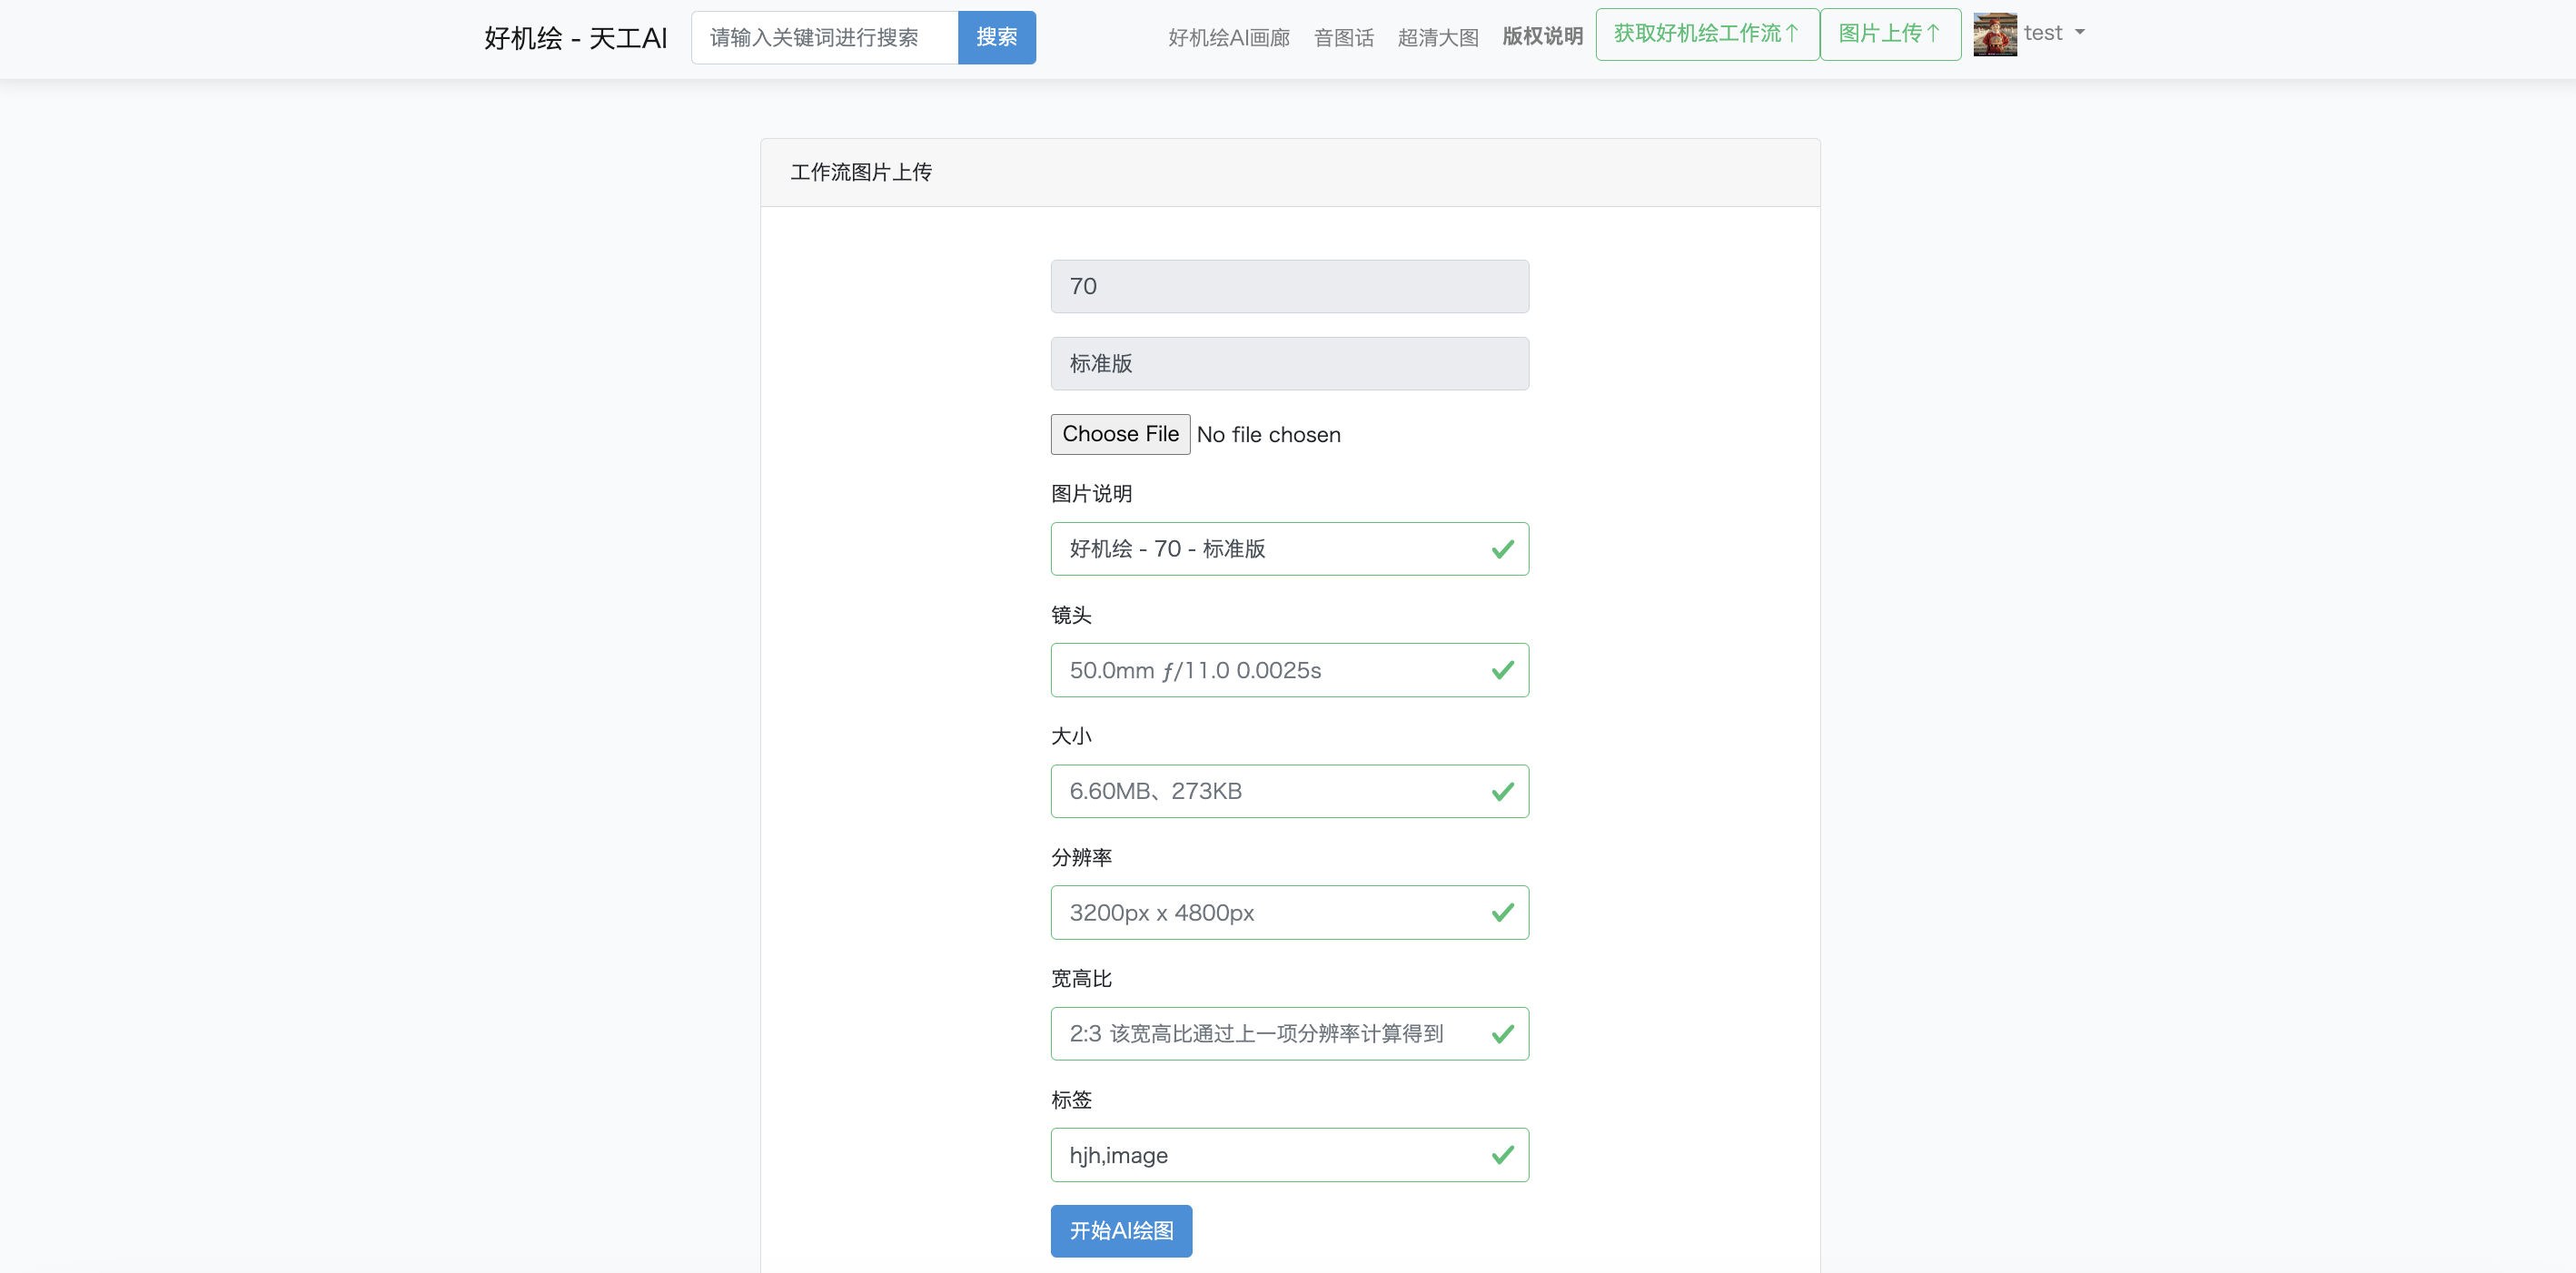 好机绘 - 天工AI
请输入关键词进行搜索
搜索
好机绘AI画廊
音图话
超清大图
版权说明
获取好机绘工作流↑
图片上传↑
test
工作流图片上传
70
标准版
Choose File No file chosen
图片说明
好机绘 - 70 - 标准版
镜头
50.0mm ƒ/11.0 0.0025s
大小
6.60MB、273KB
分辨率
3200px x 4800px
宽高比
2:3 该宽高比通过上一项分辨率计算得到
标签
hjh,image
开始AI绘图